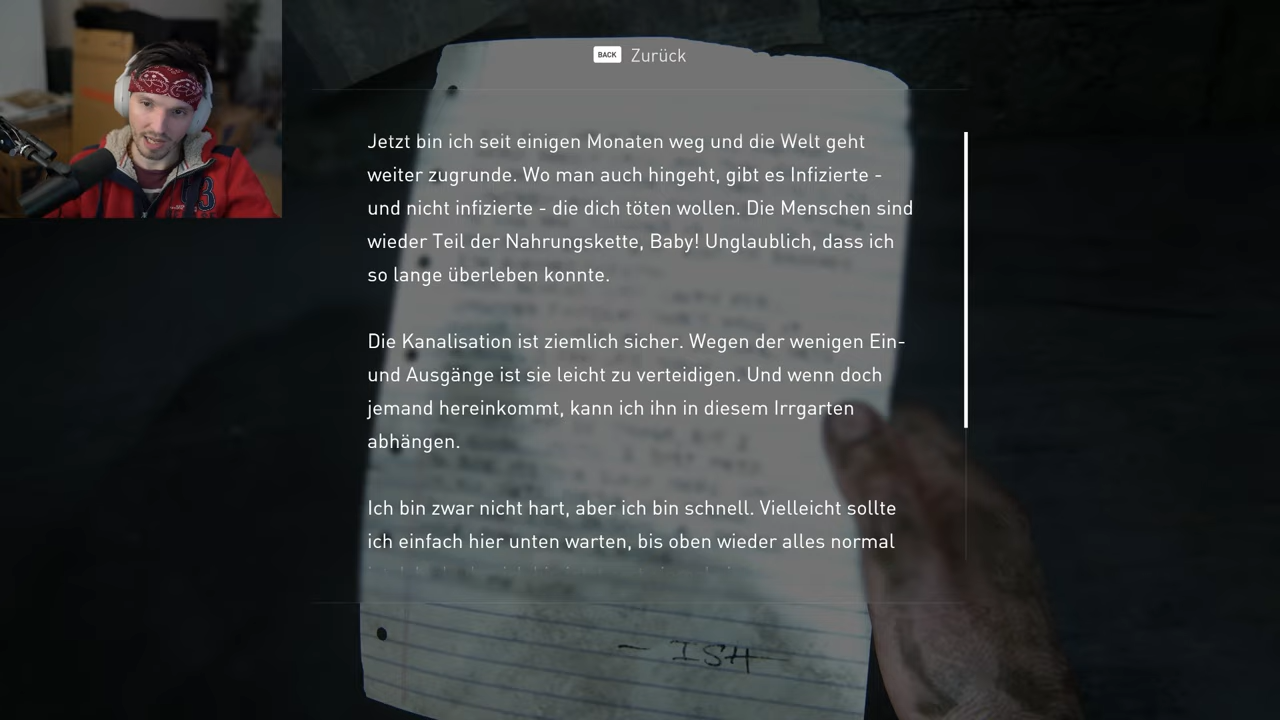 BACK Zurück
Jetzt bin ich seit einigen Monaten weg und die Welt geht
weiter zugrunde. Wo man auch hingeht, gibt es Infizierte -
und nicht infizierte - die dich töten wollen. Die Menschen sind
wieder Teil der Nahrungskette, Baby! Unglaublich, dass ich
so lange überleben konnte.
Die Kanalisation ist ziemlich sicher. Wegen der wenigen Ein-
und Ausgänge ist sie leicht zu verteidigen. Und wenn doch
jemand hereinkommt, kann ich ihn in diesem Irrgarten
abhängen.
Ich bin zwar nicht hart, aber ich bin schnell. Vielleicht sollte
ich einfach hier unten warten, bis oben wieder alles normal
- ISH